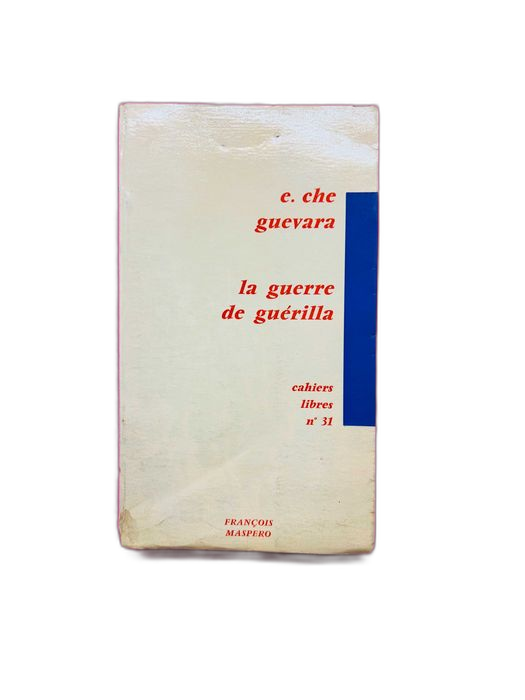 e. che
guevara
la guerre
de guérilla
cahiers
libres
n° 31
FRANÇOIS
MASPERO